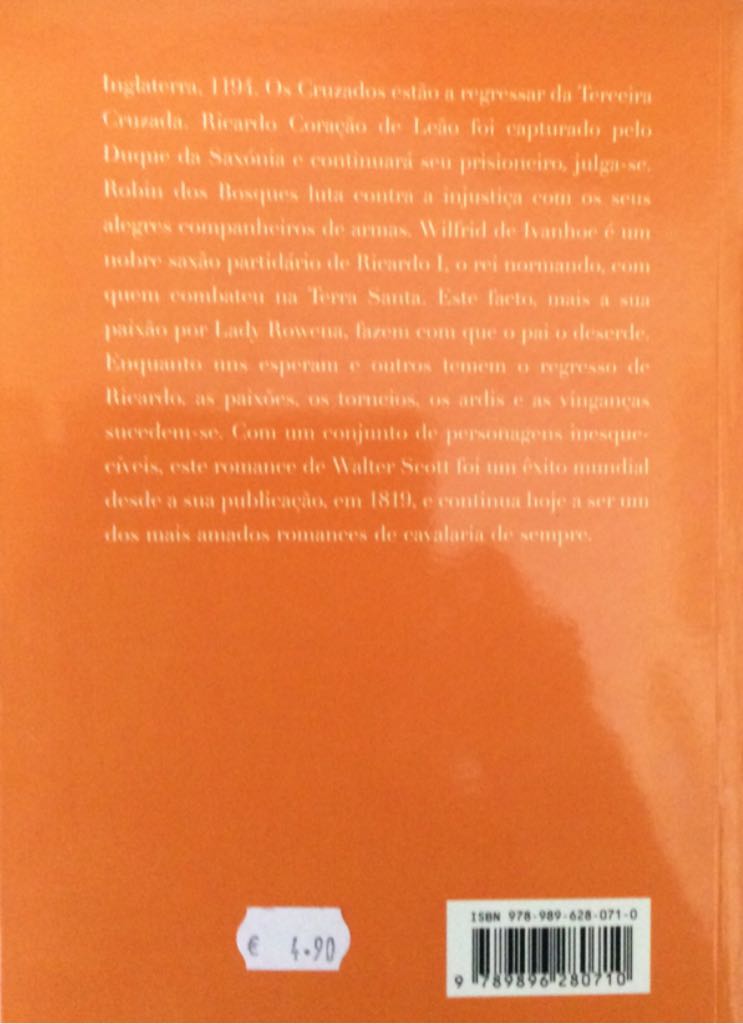 Inglaterra, 1194. Os Cruzados estão a regressar da Terceira
Cruzada. Ricardo Coração de Leão foi capturado pelo
Duque da Saxónia e continuará seu prisioneiro, julga-se.
Robin dos Bosques luta contra a injustiça com os seus
alegres companheiros de armas. Wilfrid de Ivanhoe é um
nobre saxão partidário de Ricardo I, o rei normando, com
quem combateu na Terra Santa. Este facto, mais a sua
paixão por Lady Rowena, fazem com que o pai o deserde.
Enquanto uns esperam e outros temem o regresso de
Ricardo, as paixões, os torneios, os ardis e as vinganças
sucedem-se. Com um conjunto de personagens inesque-
cíveis, este romance de Walter Scott foi um êxito mundial
desde a sua publicação, em 1819, e continua hoje a ser um
dos mais amados romances de cavalaria de sempre.
€ 4.90
ISBN 978-989-628-071-0
9 789896 280710